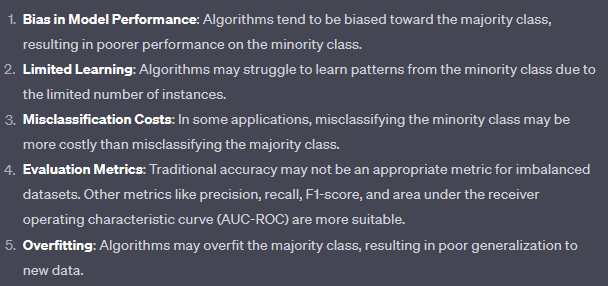 1. Bias in Model Performance: Algorithms tend to be biased toward the majority class,
resulting in poorer performance on the minority class.
2. Limited Learning: Algorithms may struggle to learn patterns from the minority class due to
the limited number of instances.
3. Misclassification Costs: In some applications, misclassifying the minority class may be
more costly than misclassifying the majority class.
4. Evaluation Metrics: Traditional accuracy may not be an appropriate metric for imbalanced
datasets. Other metrics like precision, recall, F1-score, and area under the receiver
operating characteristic curve (AUC-ROC) are more suitable.
5. Overfitting: Algorithms may overfit the majority class, resulting in poor generalization to
new data.